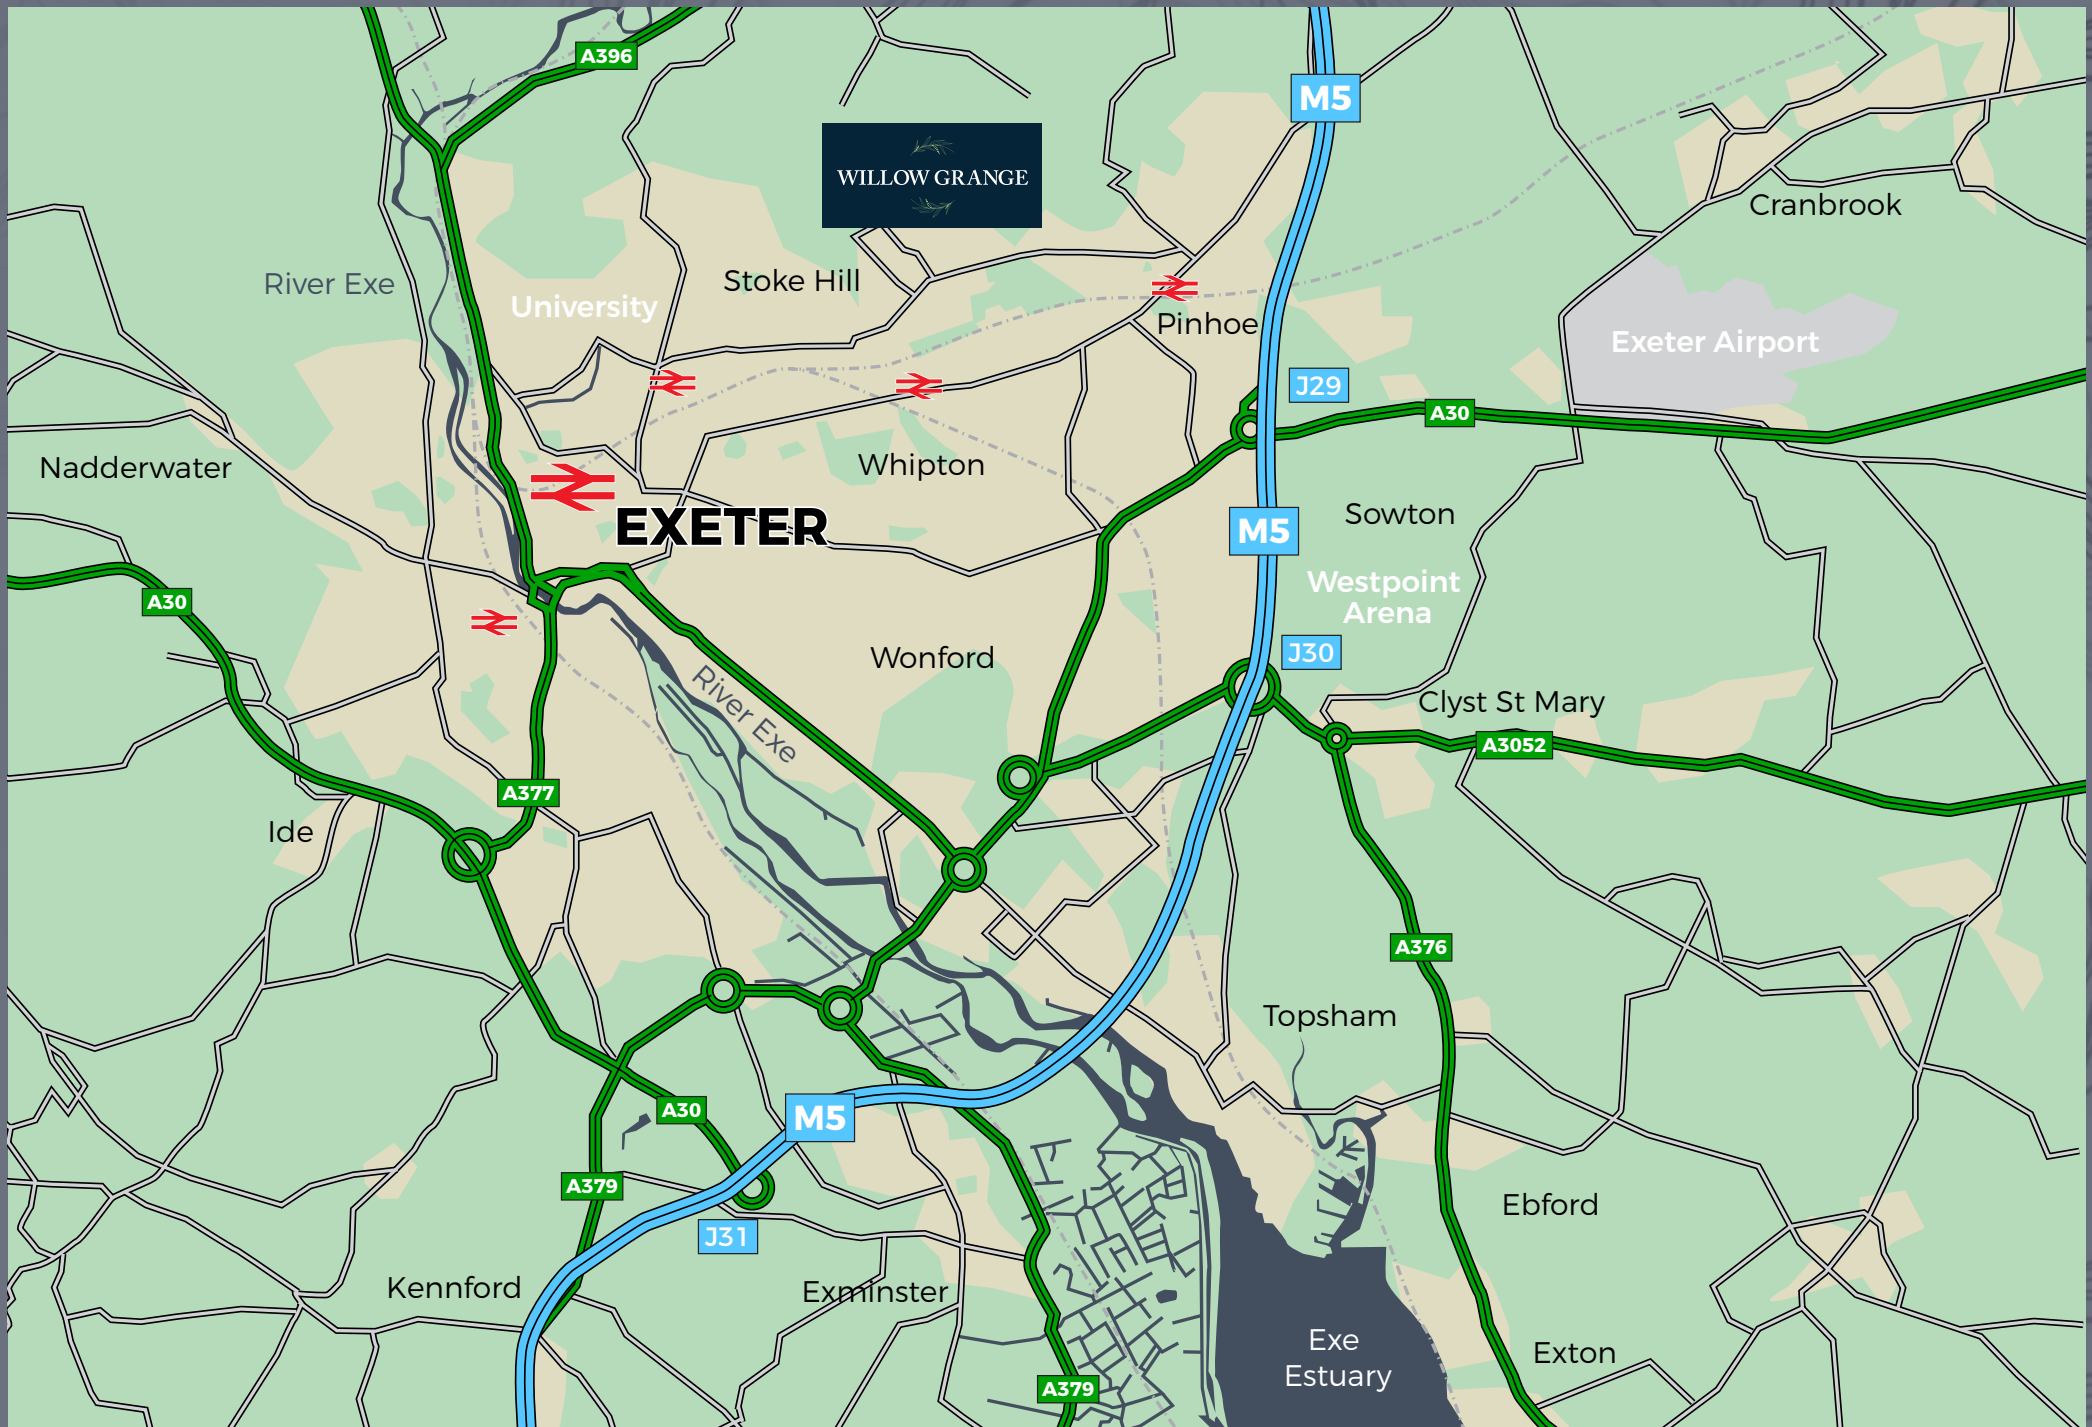 A396
M5
WILLOW GRANGE
Cranbrook
River Exe
Stoke Hill
University
Pinhoe
Exeter Airport
J29
A30
Nadderwater
Whipton
EXETER
Sowton
M5
Westpoint
Arena
A30
J30
Wonford
River Exe
Clyst St Mary
A3052
A377
Ide
A376
Topsham
A30
M5
A379
Ebford
J31
Kennford
Exminster
Exe
Estuary
Exton
A379